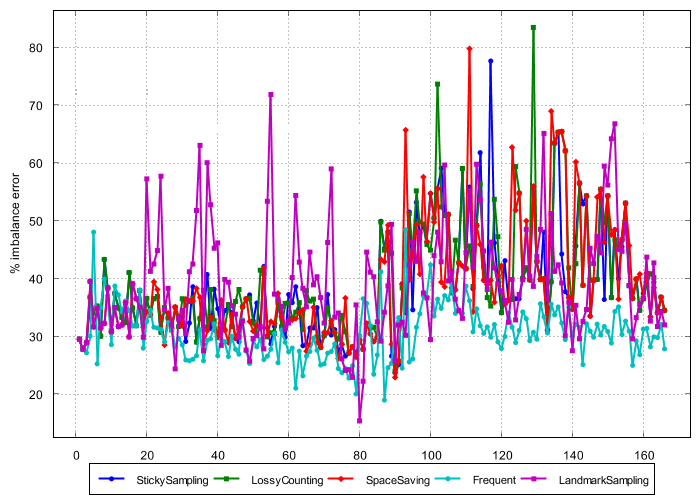 80
70
60
50
40
30
20
% imbalance error
0 20 40 60 80 100 120 140 160
StickySampling LossyCounting SpaceSaving Frequent LandmarkSampling